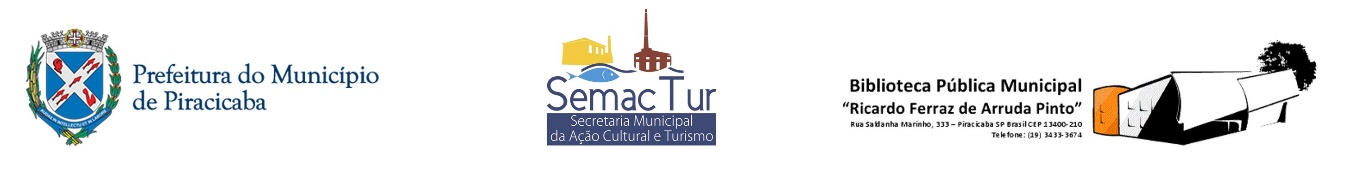 Prefeitura do Município
de Piracicaba
SemacTur
Secretaria Municipal
da Ação Cultural e Turismo
Biblioteca Pública Municipal
“Ricardo Ferraz de Arruda Pinto”
Rua Saldanha Marinho, 333 – Piracicaba SP Brasil CEP 13400-210
Telefone: (19) 3433-3674